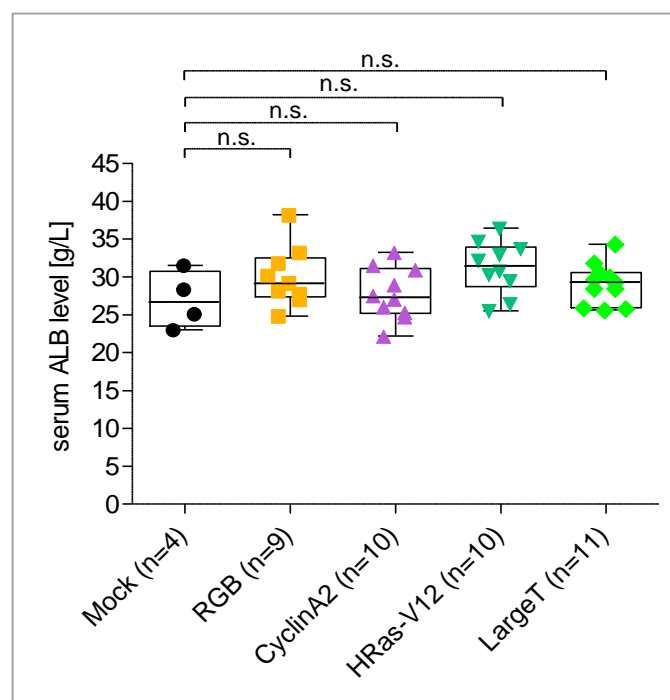 n.s.
n.s.
n.s.
n.s.
serum ALB level [g/L]
45
40
35
30
25
20
15
10
5
0
Mock (n=4)
RGB (n=9)
CyclinA2 (n=10)
HRas-V12 (n=10)
LargeT (n=11)